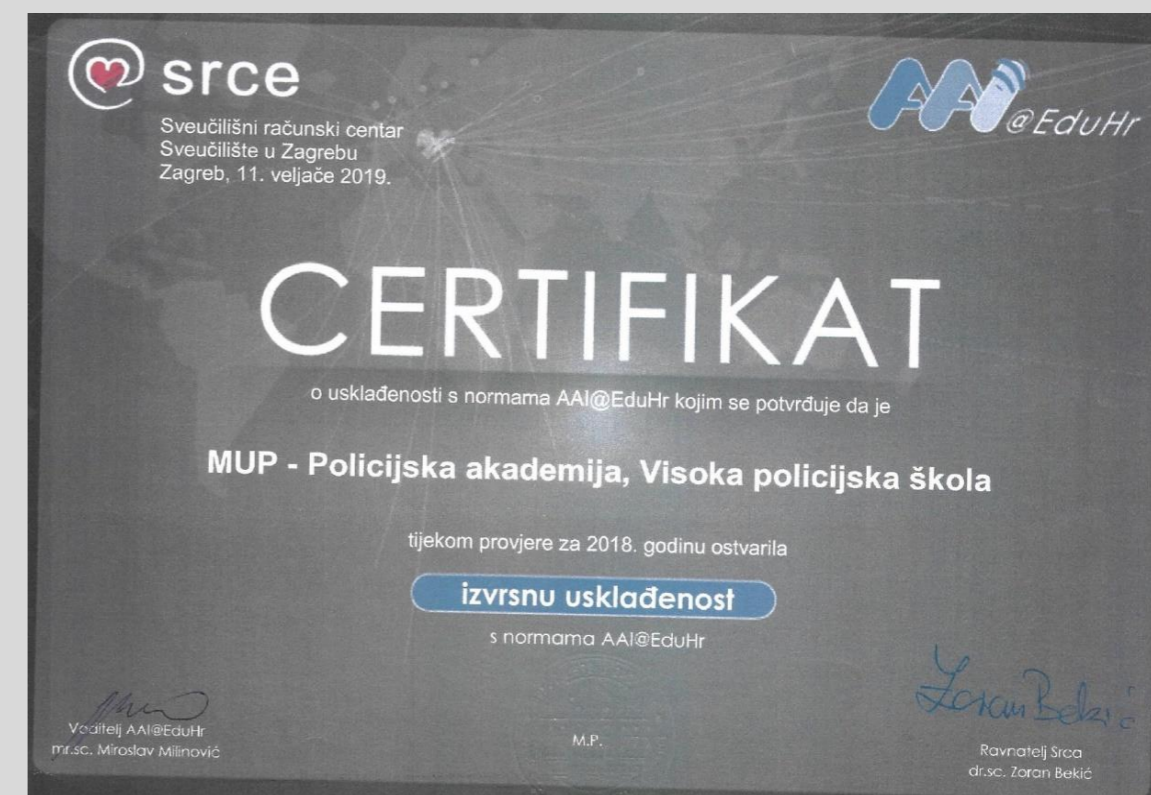 srce
Sveučilišni računski centar
Sveučilište u Zagrebu
Zagreb, 11. veljače 2019.
AAI@EduHr
CERTIFIKAT
o usklađenosti s normama AAI@EduHr kojim se potvrđuje da je
MUP - Policijska akademija, Visoka policijska škola
tijekom provjere za 2018. godinu ostvarila
izvrsnu usklađenost
s normama AAI@EduHr
Zoran Bekić
Voditelj AAI@EduHr
mr.sc. Miroslav Milinović
M.P.
Ravnatelj Srca
dr.sc. Zoran Bekić